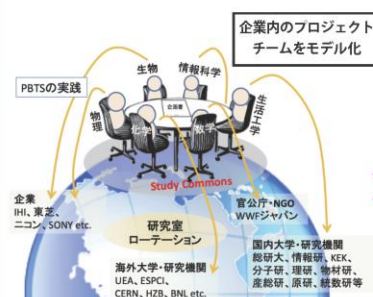 企業内のプロジェクト
チームをモデル化
PBTSの実践
生物
情報科学
物理
化学
企画書
数学
生活工学
Study Commons
企業
IHI、東芝、
ニコン、SONY etc.
研究室
ローテーション
官公庁・NGO
WWFジャパン
海外大学・研究機関
UEA、ESPCI、
CERN、HZB、BNL etc.
国内大学・研究機関
総研大、情報研、KEK、
分子研、理研、物材研、
産総研、原研、統数研等